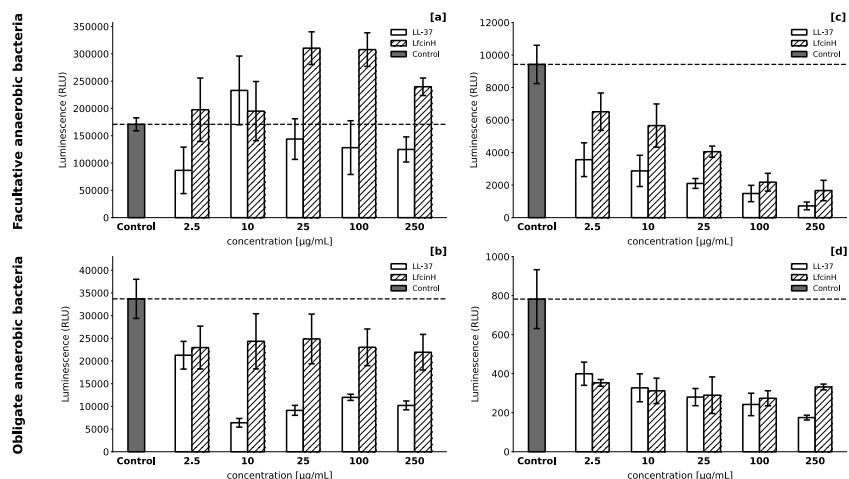 Facultative anaerobic bacteria
[a]
Luminescence (RLU)
350000
300000
250000
200000
150000
100000
50000
0
LL-37
LfcinH
Control
Control 2.5 10 25 100 250
concentration [µg/mL]
[c]
Luminescence (RLU)
12000
10000
8000
6000
4000
2000
0
LL-37
LfcinH
Control
Control 2.5 10 25 100 250
concentration [µg/mL]
Obligate anaerobic bacteria
[b]
Luminescence (RLU)
40000
35000
30000
25000
20000
15000
10000
5000
0
LL-37
LfcinH
Control
Control 2.5 10 25 100 250
concentration [µg/mL]
[d]
Luminescence (RLU)
1000
800
600
400
200
0
LL-37
LfcinH
Control
Control 2.5 10 25 100 250
concentration [µg/mL]